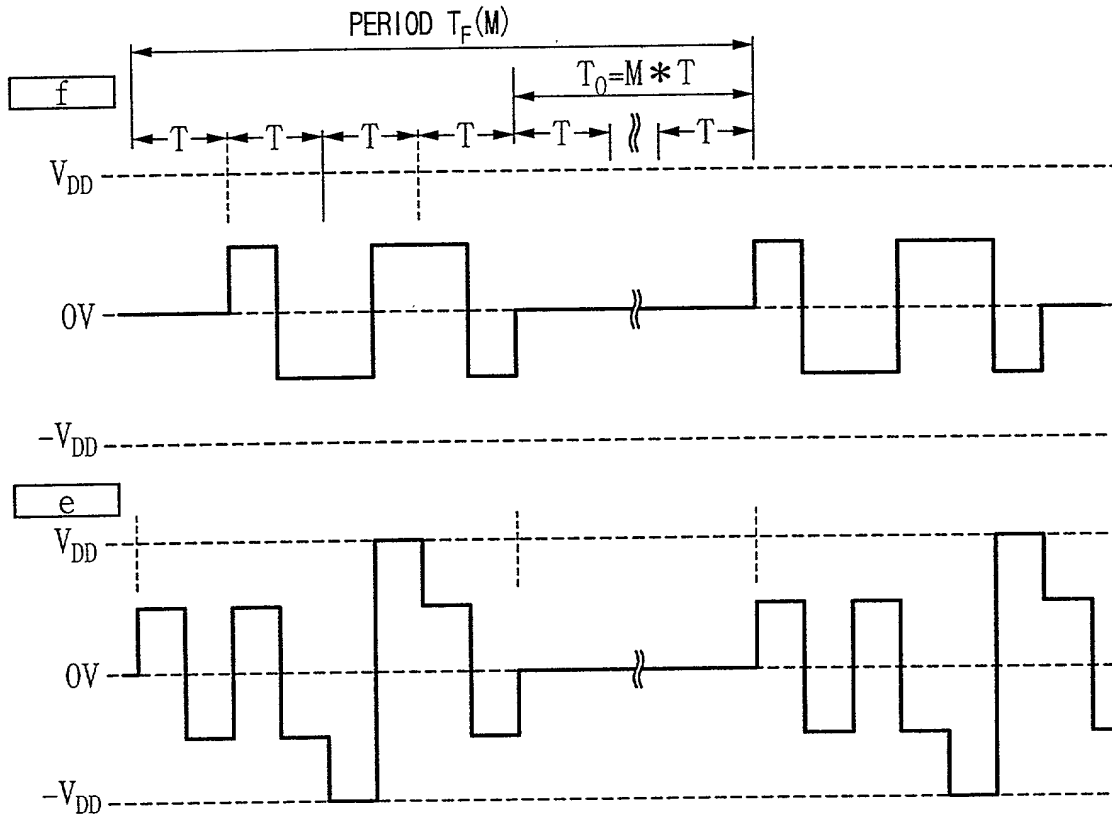 PERIOD T_F(M)
f
T_0=M*T
T T T T T T
V_DD
0V
-V_DD
e
V_DD
0V
-V_DD